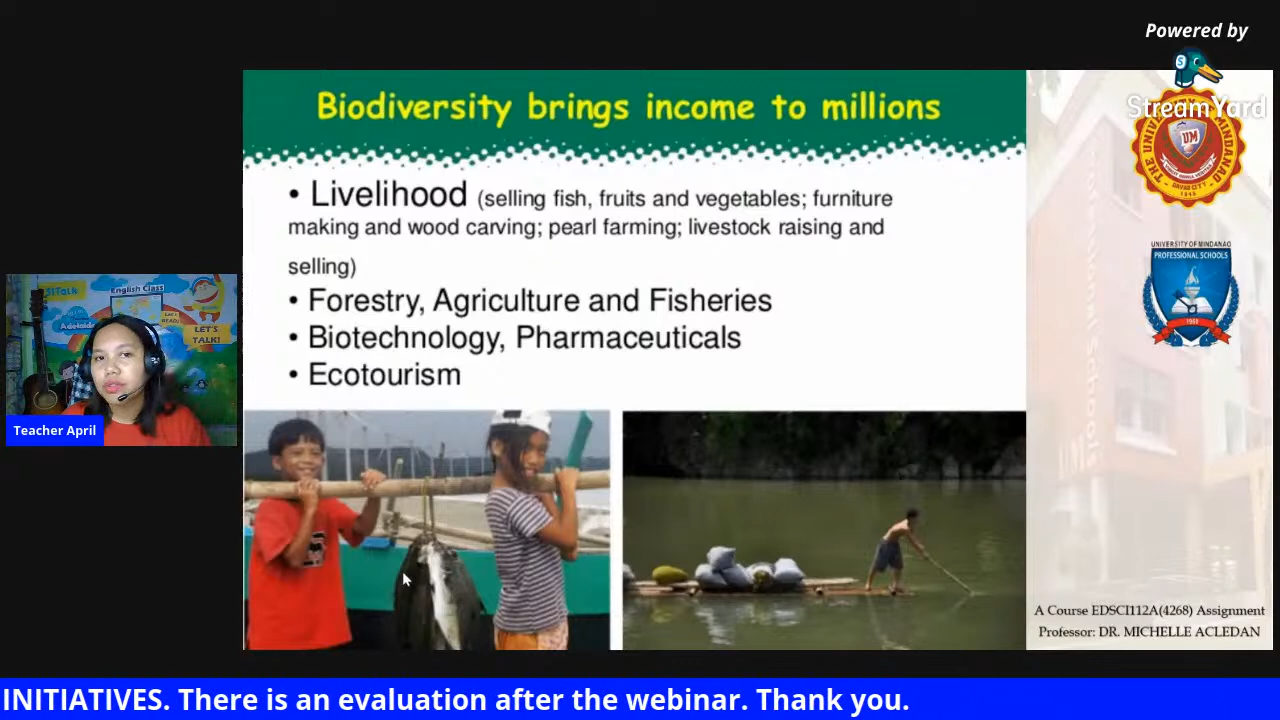 Powered by
StreamYard
Biodiversity brings income to millions
• Livelihood (selling fish, fruits and vegetables; furniture
making and wood carving; pearl farming; livestock raising and
selling)
• Forestry, Agriculture and Fisheries
• Biotechnology, Pharmaceuticals
• Ecotourism
51Talk
English Class
Adelaide
LET'S
TALK!
Teacher April
UM
UNIVERSITY OF MINDANAO
PROFESSIONAL SCHOOLS
A Course EDSCI112A(4268) Assignment
Professor: DR. MICHELLE ACLEDAN
INITIATIVES. There is an evaluation after the webinar. Thank you.